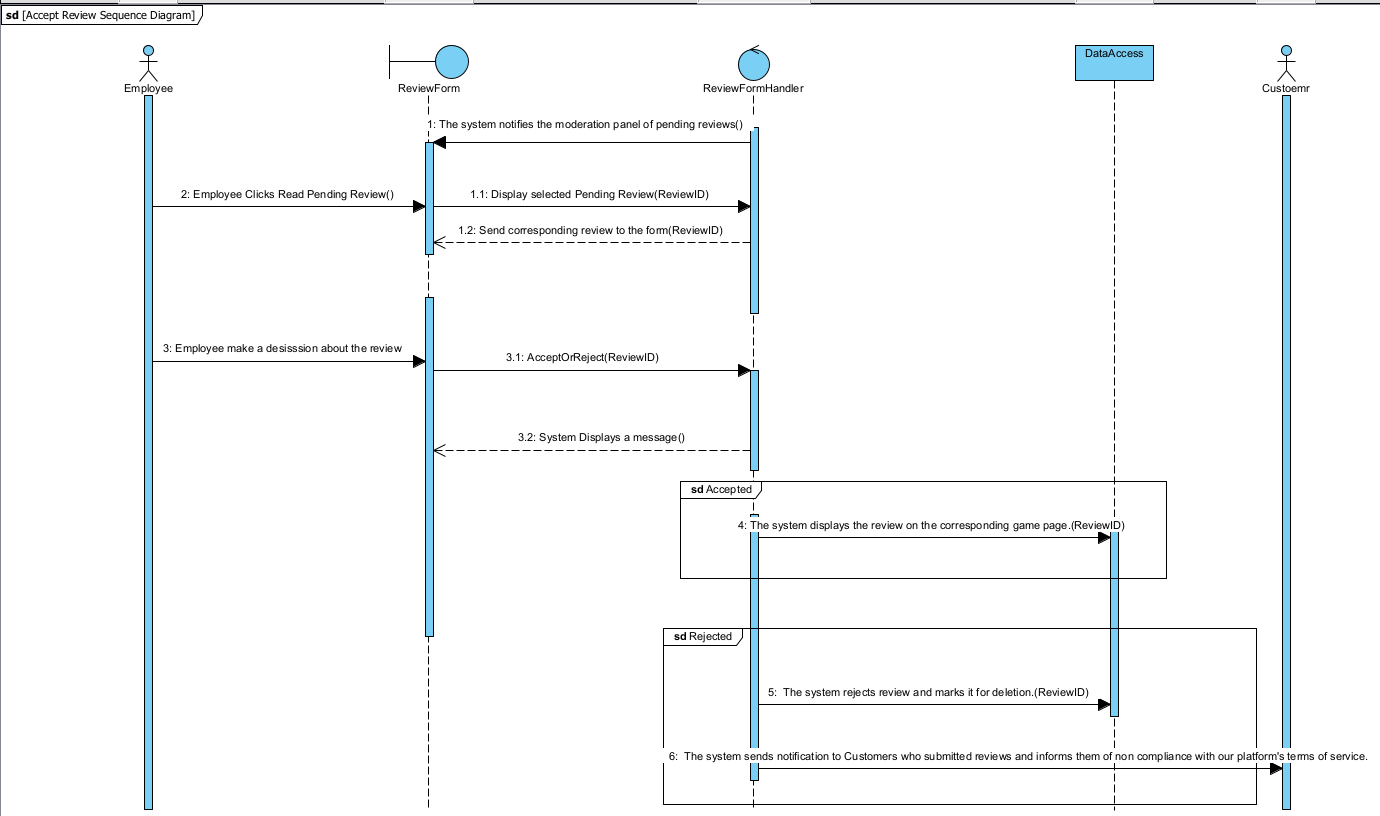 sd [Accept Review Sequence Diagram]
Employee
ReviewForm
ReviewFormHandler
DataAccess
Custoemr
1: The system notifies the moderation panel of pending reviews()
2: Employee Clicks Read Pending Review()
1.1: Display selected Pending Review(ReviewID)
1.2: Send corresponding review to the form(ReviewID)
3: Employee make a desisssion about the review
3.1: AcceptOrReject(ReviewID)
3.2: System Displays a message()
sd Accepted
4: The system displays the review on the corresponding game page.(ReviewID)
sd Rejected
5: The system rejects review and marks it for deletion.(ReviewID)
6: The system sends notification to Customers who submitted reviews and informs them of non compliance with our platform's terms of service.